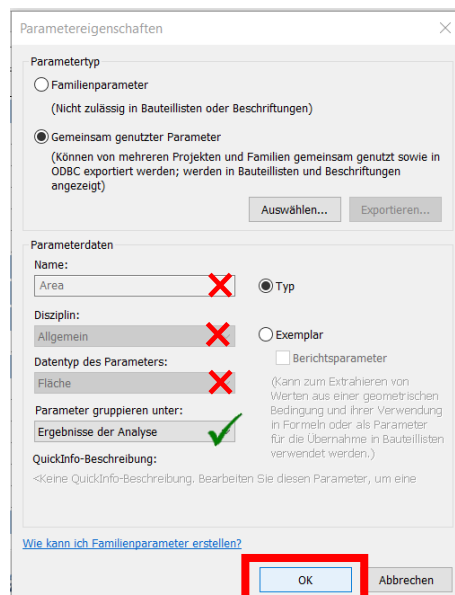 Parametereigenschaften
Parametertyp
Familienparameter
(Nicht zulässig in Bauteillisten oder Beschriftungen)
Gemeinsam genutzter Parameter
(Können von mehreren Projekten und Familien gemeinsam genutzt sowie in
ODBC exportiert werden; werden in Bauteillisten und Beschriftungen
angezeigt)
Auswählen... Exportieren...
Parameterdaten
Name:
Area
Typ
Disziplin:
Allgemein
Exemplar
Berichtsparameter
Datentyp des Parameters:
Fläche
(Kann zum Extrahieren von
Werten aus einer geometrischen
Bedingung und ihrer Verwendung
in Formeln oder als Parameter
für die Übernahme in Bauteillisten
verwendet werden.)
Parameter gruppieren unter:
Ergebnisse der Analyse
QuickInfo-Beschreibung:
<Keine QuickInfo-Beschreibung. Bearbeiten Sie diesen Parameter, um eine
Wie kann ich Familienparameter erstellen?
OK Abbrechen